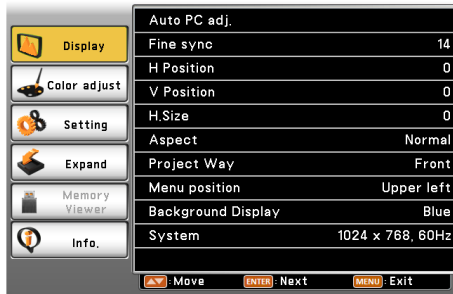 Display
Color adjust
Setting
Expand
Memory
Viewer
Info.
Auto PC adj.
Fine sync 14
H Position 0
V Position 0
H.Size 0
Aspect Normal
Project Way Front
Menu position Upper left
Background Display Blue
System 1024 x 768, 60Hz
:Move ENTER :Next MENU :Exit